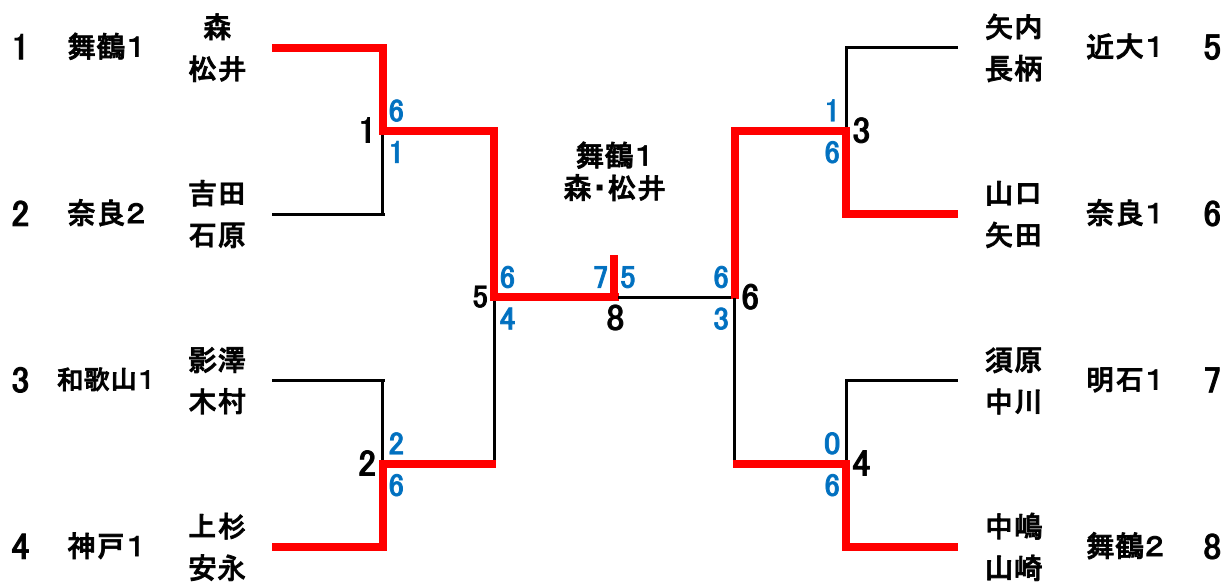 1 舞鶴1 森
松井
2 奈良2 吉田
石原
3 和歌山1 影澤
木村
4 神戸1 上杉
安永
6
1
1
2
2
6
6
5
4
舞鶴1
森・松井
7 5
8
6
6
3
1
3
6
0
4
6
矢内
長柄
近大1 5
山口
矢田
奈良1 6
須原
中川
明石1 7
中嶋
山崎
舞鶴2 8